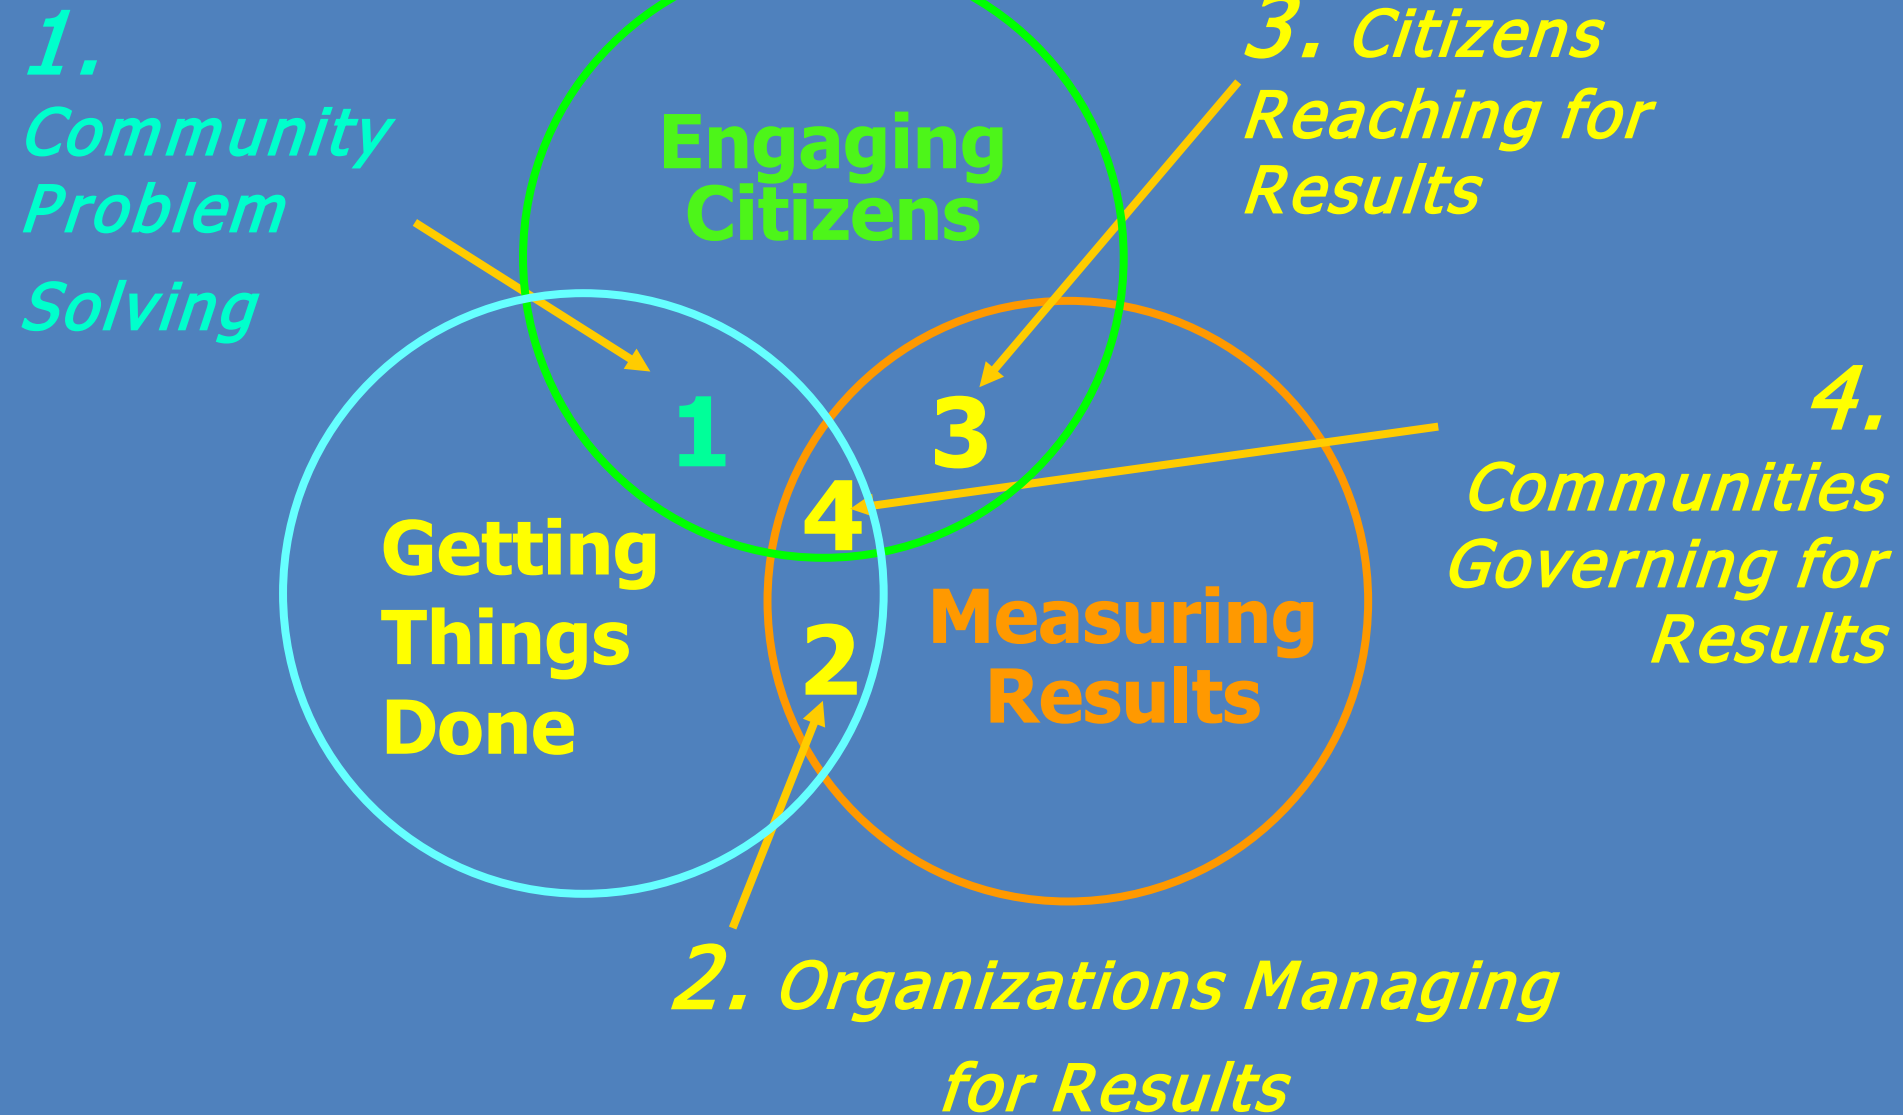 1.
Community
Problem
Solving
3. Citizens
Reaching for
Results
Engaging
Citizens
1
3
4
2
4.
Communities
Governing for
Results
Getting
Things
Done
Measuring
Results
2. Organizations Managing
for Results